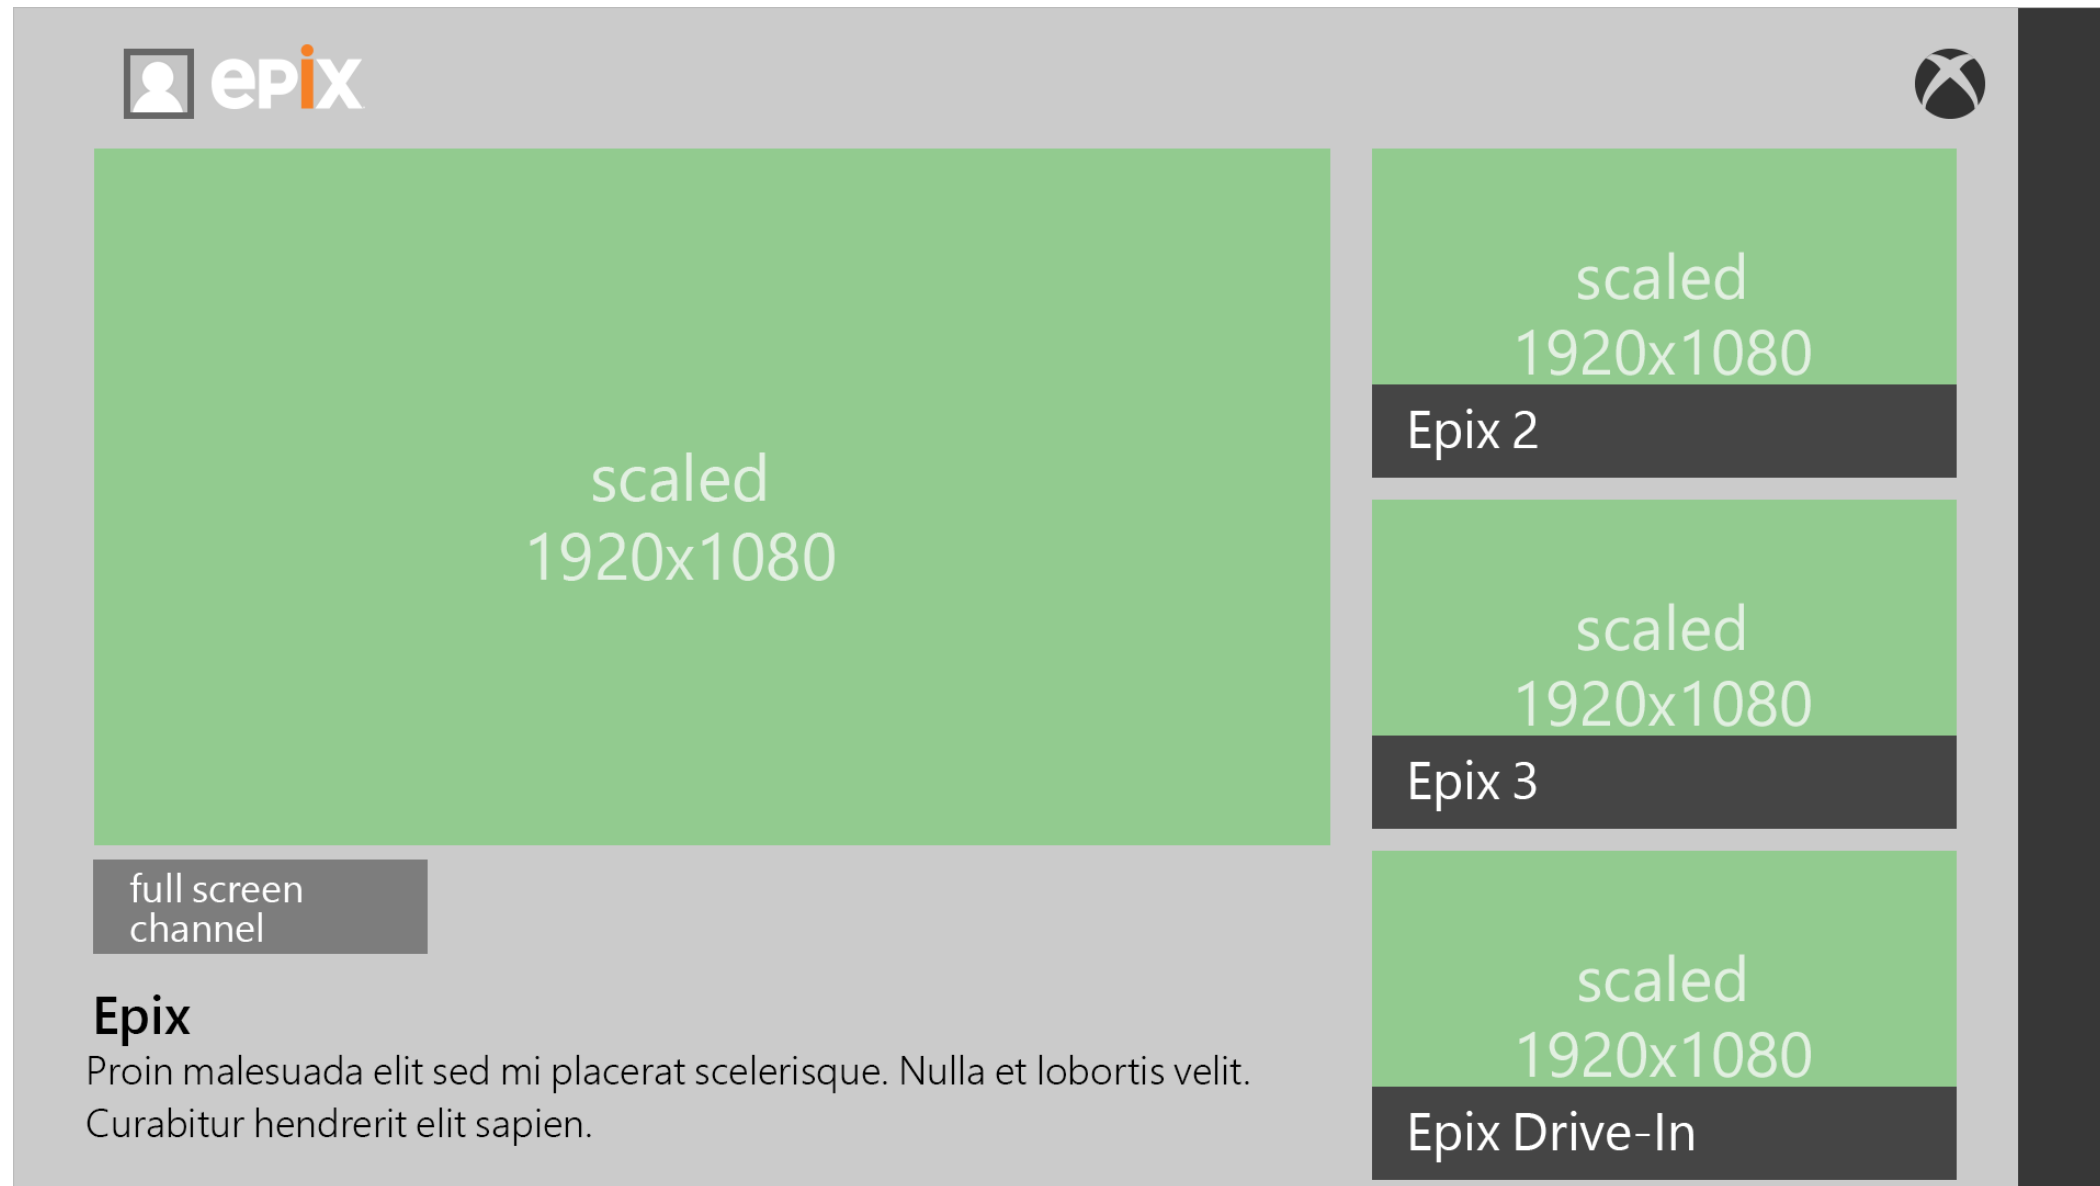 epix
scaled
1920x1080
full screen
channel
Epix
Proin malesuada elit sed mi placerat scelerisque. Nulla et lobortis velit.
Curabitur hendrerit elit sapien.
scaled
1920x1080
Epix 2
scaled
1920x1080
Epix 3
scaled
1920x1080
Epix Drive-In